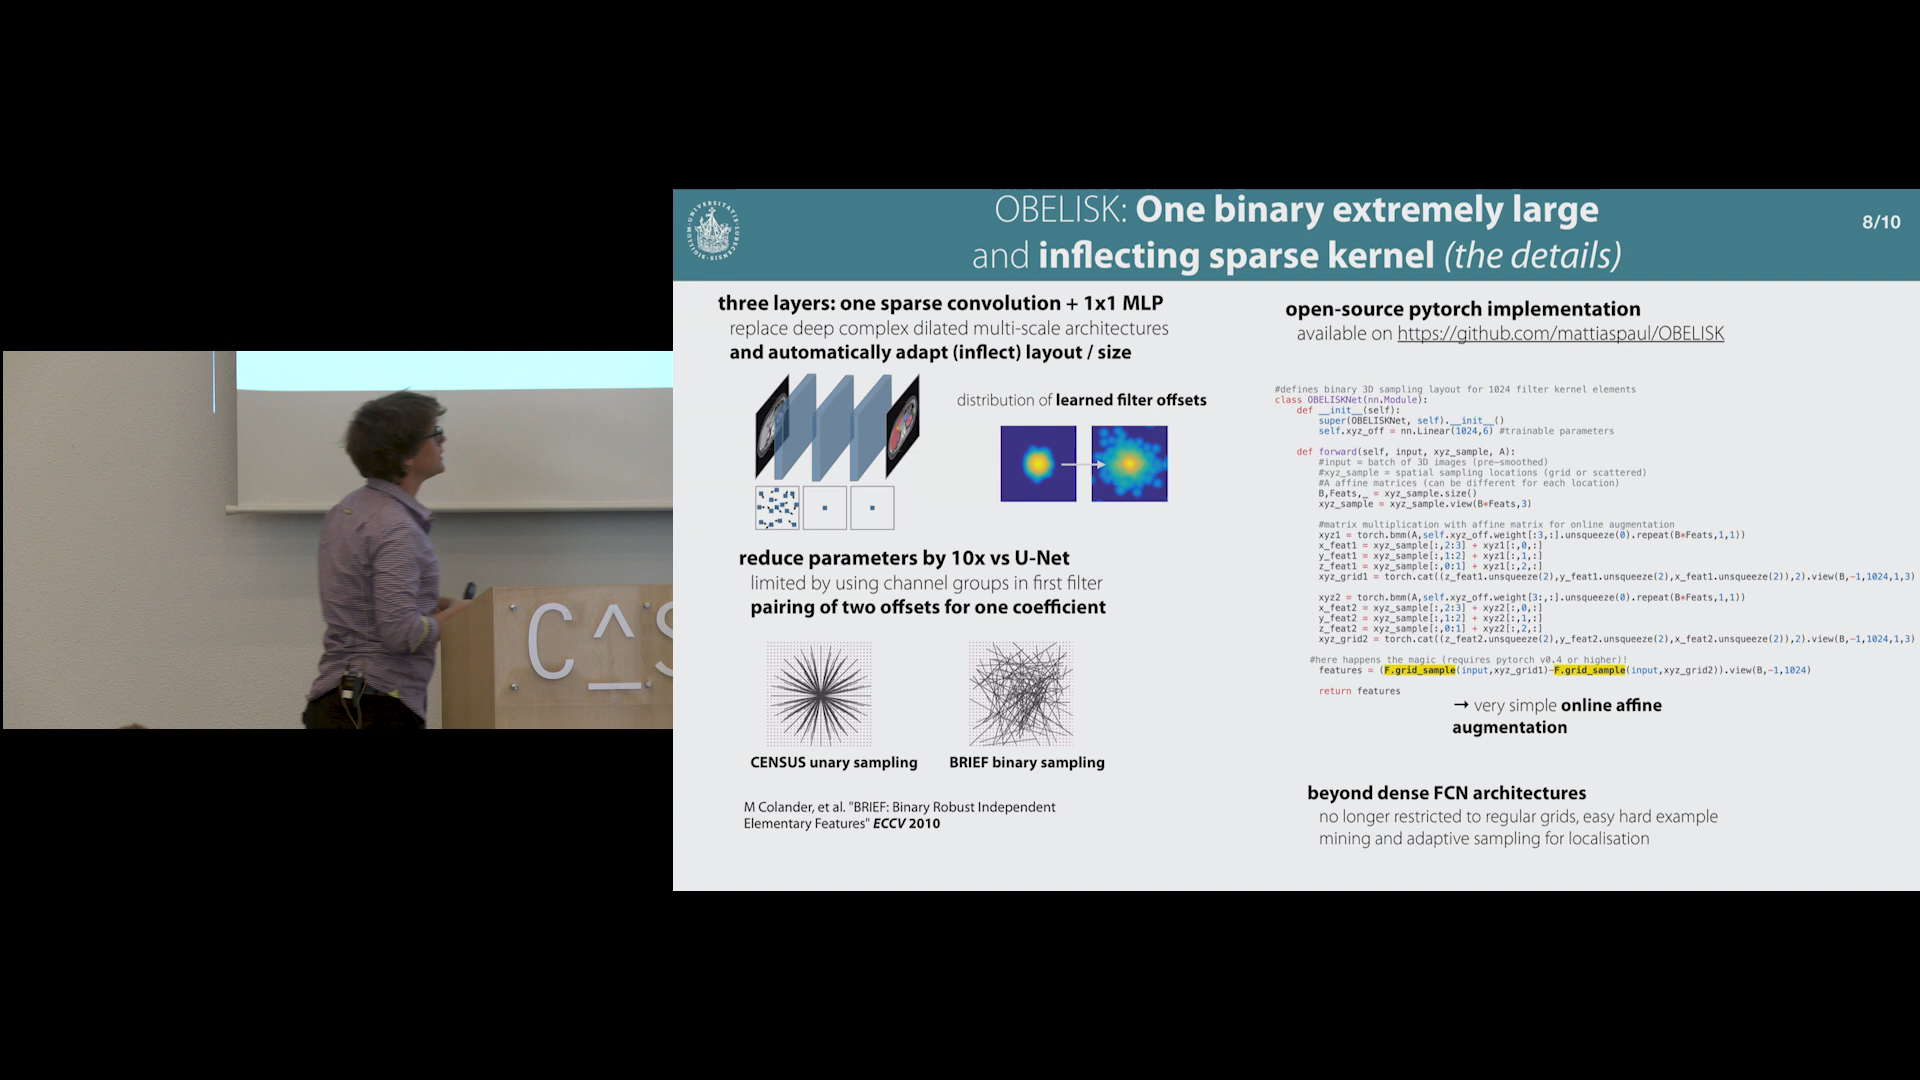 OBELISK: One binary extremely large
and inflecting sparse kernel (the details)
8/10
three layers: one sparse convolution + 1x1 MLP
replace deep complex dilated multi-scale architectures
and automatically adapt (inflect) layout / size
distribution of learned filter offsets
reduce parameters by 10x vs U-Net
limited by using channel groups in first filter
pairing of two offsets for one coefficient
CENSUS unary sampling
BRIEF binary sampling
M Colander, et al. "BRIEF: Binary Robust Independent
Elementary Features" ECCV 2010
open-source pytorch implementation
available on https://github.com/mattiaspaul/OBELISK
#defines binary 3D sampling layout for 1024 filter kernel elements
class OBELISKNet(nn.Module):
def __init__(self):
super(OBELISKNet, self).__init__()
self.xyz_off = nn.Linear(1024,6) #trainable parameters
def forward(self, input, xyz_sample, A):
#input = batch of 3D images (pre-smoothed)
#xyz_sample = spatial sampling locations (grid or scattered)
#A affine matrices (can be different for each location)
B,Feats,_ = xyz_sample.size()
xyz_sample = xyz_sample.view(B*Feats,3)
#matrix multiplication with affine matrix for online augmentation
xyz1 = torch.bmm(A,self.xyz_off.weight[:3,:].unsqueeze(0).repeat(B*Feats,1,1))
x_feat1 = xyz_sample[:,2:3] + xyz1[:,0,:]
y_feat1 = xyz_sample[:,1:2] + xyz1[:,1,:]
z_feat1 = xyz_sample[:,0:1] + xyz1[:,2,:]
xyz_grid1 = torch.cat((z_feat1.unsqueeze(2),y_feat1.unsqueeze(2),x_feat1.unsqueeze(2)),2).view(B,-1,1024,1,3)
xyz2 = torch.bmm(A,self.xyz_off.weight[3:,:].unsqueeze(0).repeat(B*Feats,1,1))
x_feat2 = xyz_sample[:,2:3] + xyz2[:,0,:]
y_feat2 = xyz_sample[:,1:2] + xyz2[:,1,:]
z_feat2 = xyz_sample[:,0:1] + xyz2[:,2,:]
xyz_grid2 = torch.cat((z_feat2.unsqueeze(2),y_feat2.unsqueeze(2),x_feat2.unsqueeze(2)),2).view(B,-1,1024,1,3)
#here happens the magic (requires pytorch v0.4 or higher)!
features = (F.grid_sample(input,xyz_grid1)-F.grid_sample(input,xyz_grid2)).view(B,-1,1024)
return features
→ very simple online affine
augmentation
beyond dense FCN architectures
no longer restricted to regular grids, easy hard example
mining and adaptive sampling for localisation